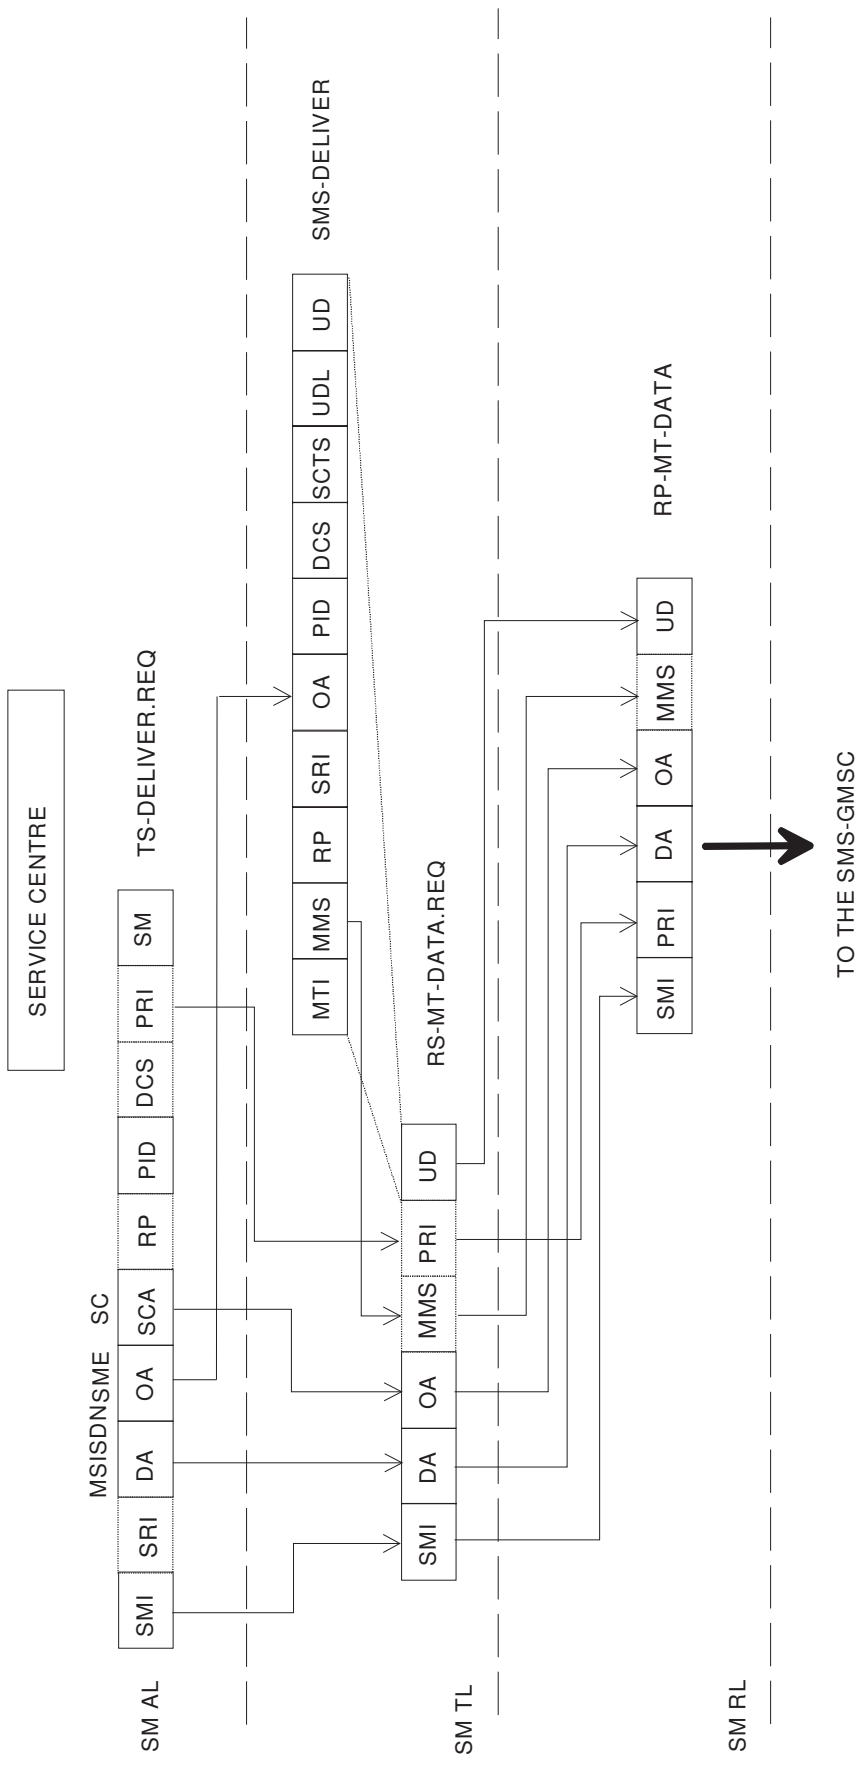 SERVICE CENTRE
MSISDN SME SC
SM AL
SMI SRI DA OA SCA RP PID DCS PRI SM
TS-DELIVER.REQ
MTI MMS RP SRI OA PID DCS SCTS UDL UD
SMS-DELIVER
SM TL
SMI DA OA MMS PRI UD
RS-MT-DATA.REQ
SMI PRI DA OA MMS UD
RP-MT-DATA
SM RL
TO THE SMS-GMSC